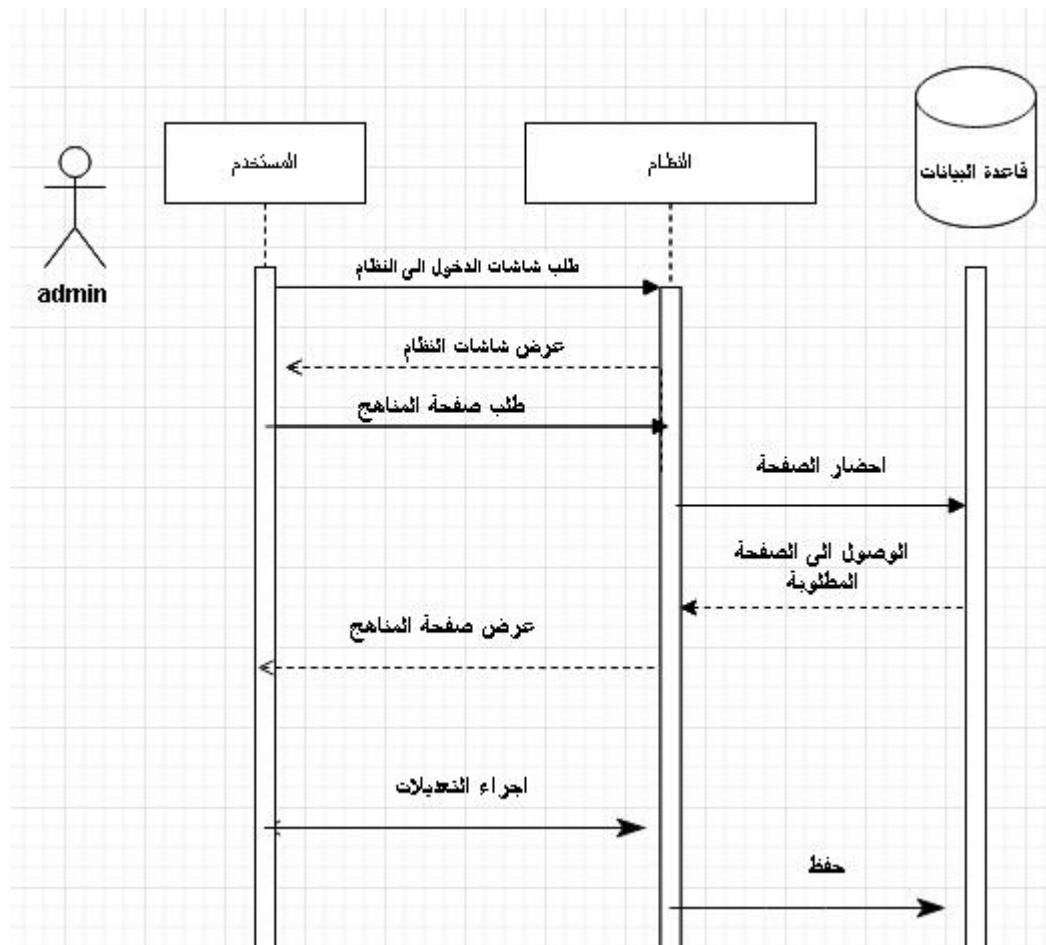 المستخدم
النظام
قاعدة البيانات
admin
طلب شاشات الدخول الى النظام
عرض شاشات النظام
طلب صفحة المناهج
احضار الصفحة
الوصول الى الصفحة
المطلوبة
عرض صفحة المناهج
اجراء التعديلات
حفظ